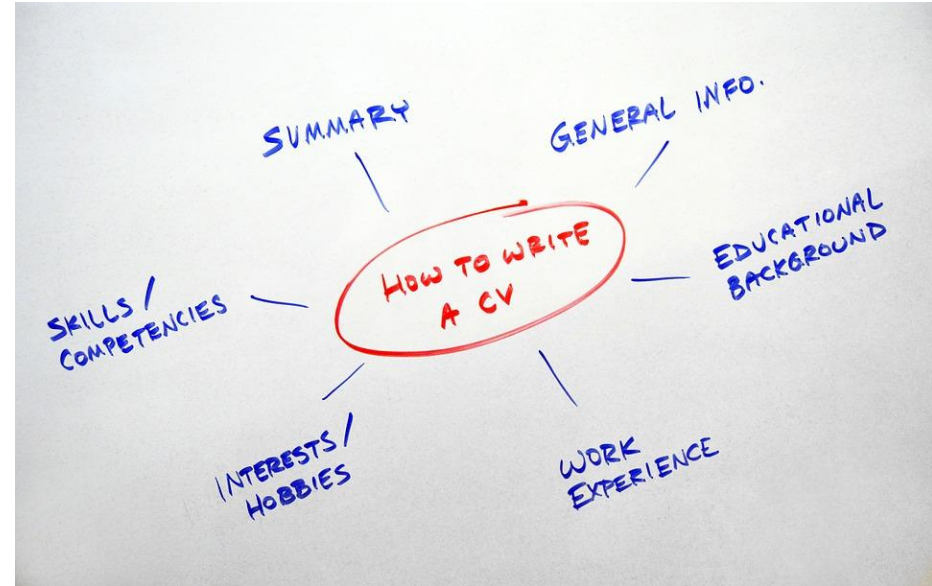 SUMMARY
GENERAL INFO.
HOW TO WRITE
A CV
EDUCATIONAL
BACKGROUND
SKILLS /
COMPETENCIES
INTERESTS /
HOBBIES
WORK
EXPERIENCE